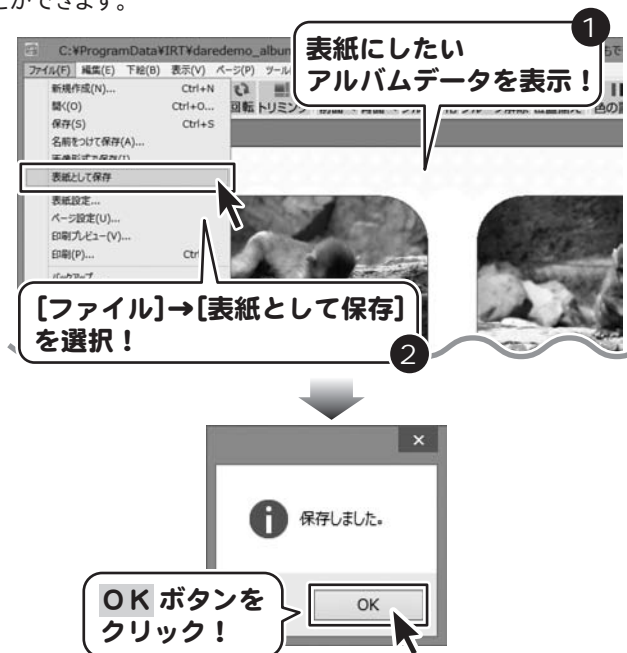 とができます。
1
表紙にしたい
アルバムデータを表示！
C:¥ProgramData¥IRT¥daredemo_album
ファイル(F) 編集(E) 下絵(B) 表示(V) ページ(P)
新規作成(N)... Ctrl+N
開く(O) Ctrl+O...
保存(S) Ctrl+S
名前をつけて保存(A)...
回転 トリミング
表紙として保存
表紙設定...
ページ設定(U)...
印刷プレビュー(V)...
印刷(P)...
バックアップ
[ファイル]→[表紙として保存]
を選択！
2
×
保存しました。
OK ボタンを
クリック！
OK